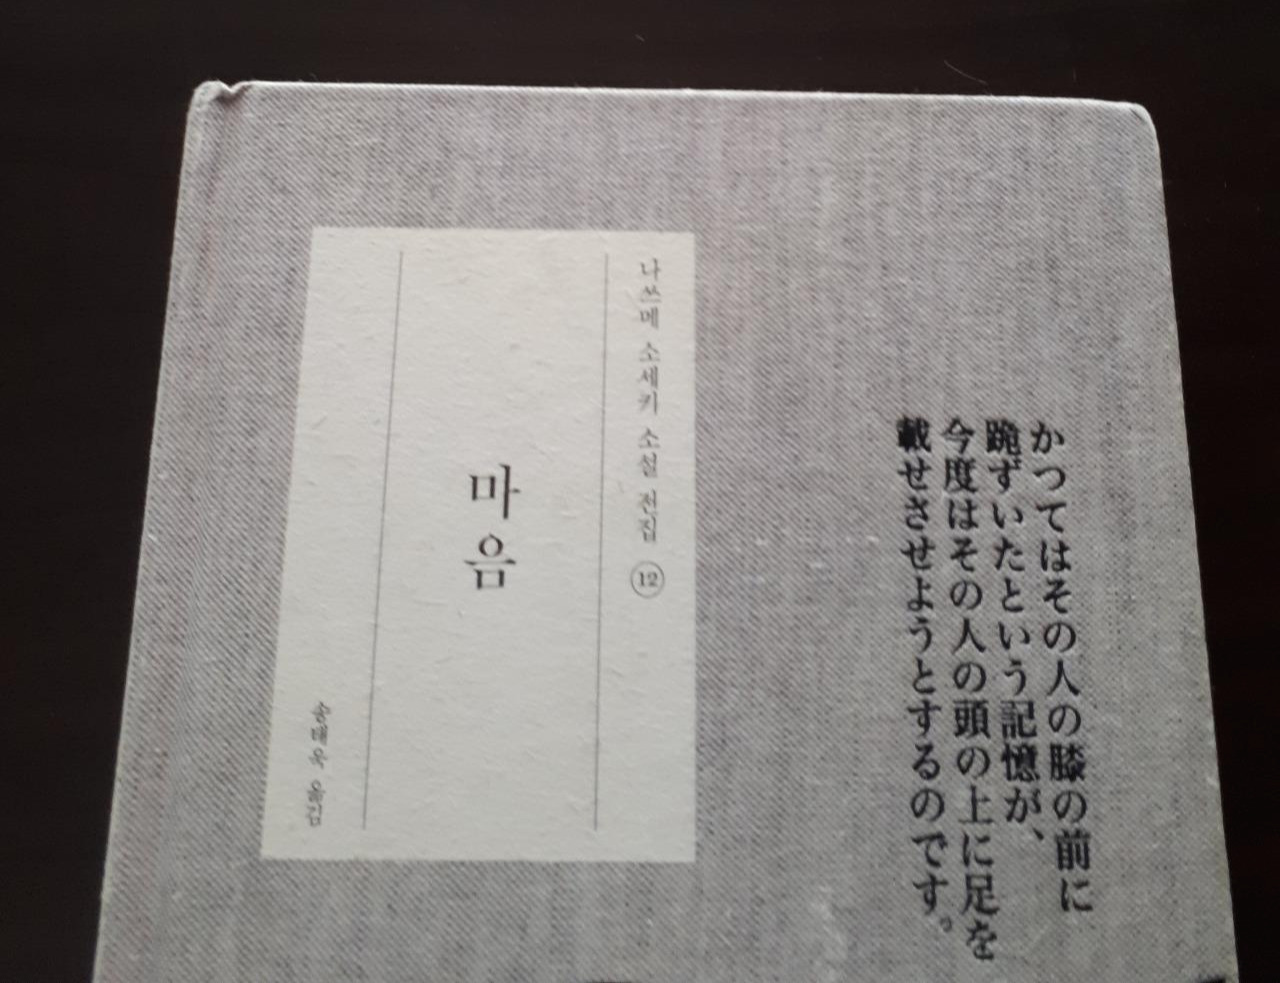 かつてはその人の膝の前に
跪ずいたという記憶が、
今度はその人の頭の上に足を
載せさせようとするのです。
나쓰메 소세키 소설 전집 12
마음
송태욱 옮김